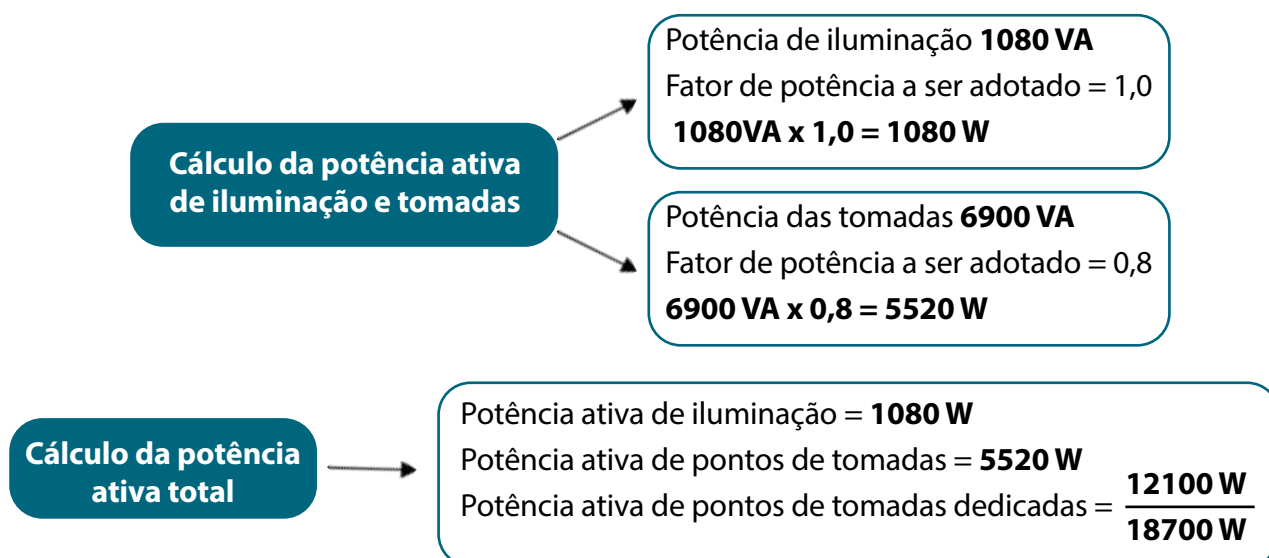 Cálculo da potência ativa
de iluminação e tomadas
Potência de iluminação 1080 VA
Fator de potência a ser adotado = 1,0
1080VA x 1,0 = 1080 W
Potência das tomadas 6900 VA
Fator de potência a ser adotado = 0,8
6900 VA x 0,8 = 5520 W
Cálculo da potência
ativa total
Potência ativa de iluminação = 1080 W
Potência ativa de pontos de tomadas = 5520 W
Potência ativa de pontos de tomadas dedicadas = 12100 W
18700 W